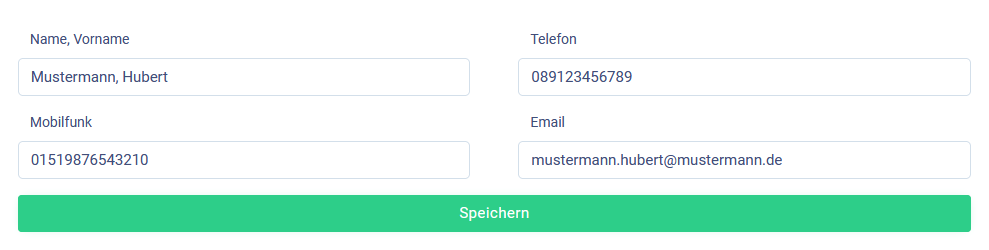 Name, Vorname
Telefon
Mustermann, Hubert
089123456789
Mobilfunk
Email
01519876543210
mustermann.hubert@mustermann.de
Speichern